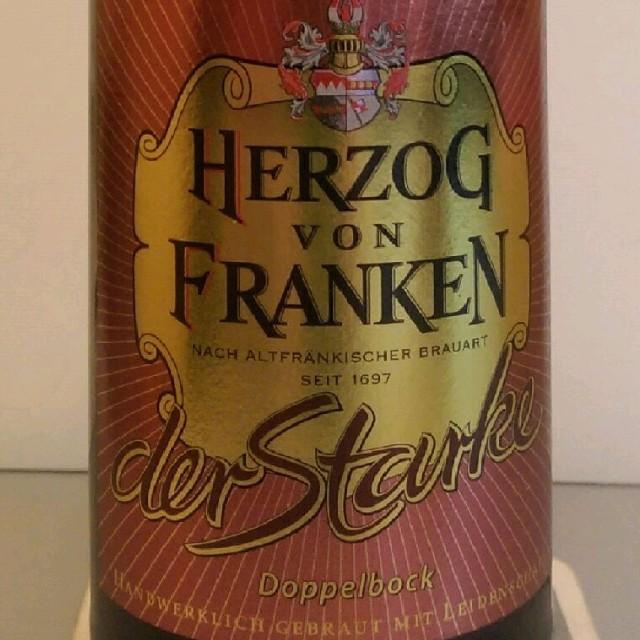 HERZOG
VON
FRANKEN
NACH ALTFRÄNKISCHER BRAUART
SEIT 1697
der Starke
Doppelbock
HANDWERKLICH GEBRAUT MIT